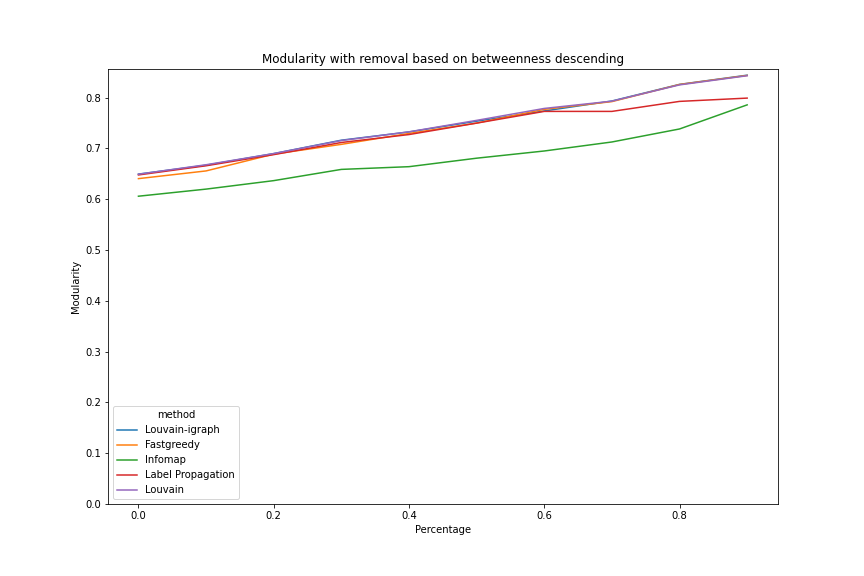 Modularity with removal based on betweenness descending
0.8
0.7
0.6
0.5
0.4
0.3
0.2
0.1
0.0
Modularity
method
Louvain-igraph
Fastgreedy
Infomap
Label Propagation
Louvain
0.0 0.2 0.4 0.6 0.8
Percentage